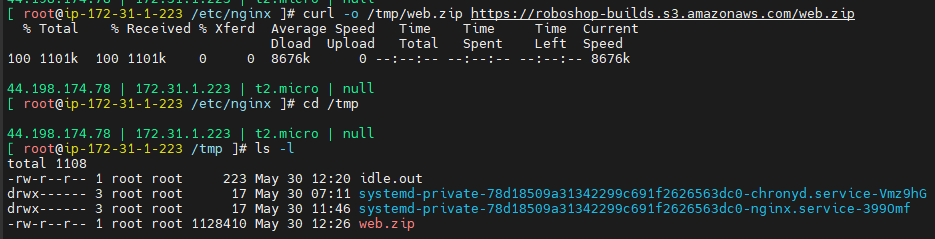 [ root@ip-172-31-1-223 /etc/nginx ]# curl -o /tmp/web.zip https://roboshop-builds.s3.amazonaws.com/web.zip
% Total % Received % Xferd Average Speed Time Time Time Current
Dload Upload Total Spent Left Speed
100 1101k 100 1101k 0 0 8676k 0 --:--:-- --:--:-- --:--:-- 8676k
44.198.174.78 | 172.31.1.223 | t2.micro | null
[ root@ip-172-31-1-223 /etc/nginx ]# cd /tmp
44.198.174.78 | 172.31.1.223 | t2.micro | null
[ root@ip-172-31-1-223 /tmp ]# ls -l
total 1108
-rw-r--r-- 1 root root 223 May 30 12:20 idle.out
drwx------ 3 root root 17 May 30 07:11 systemd-private-78d18509a31342299c691f2626563dc0-chronyd.service-Vmz9hG
drwx------ 3 root root 17 May 30 11:46 systemd-private-78d18509a31342299c691f2626563dc0-nginx.service-399Omf
-rw-r--r-- 1 root root 1128410 May 30 12:26 web.zip